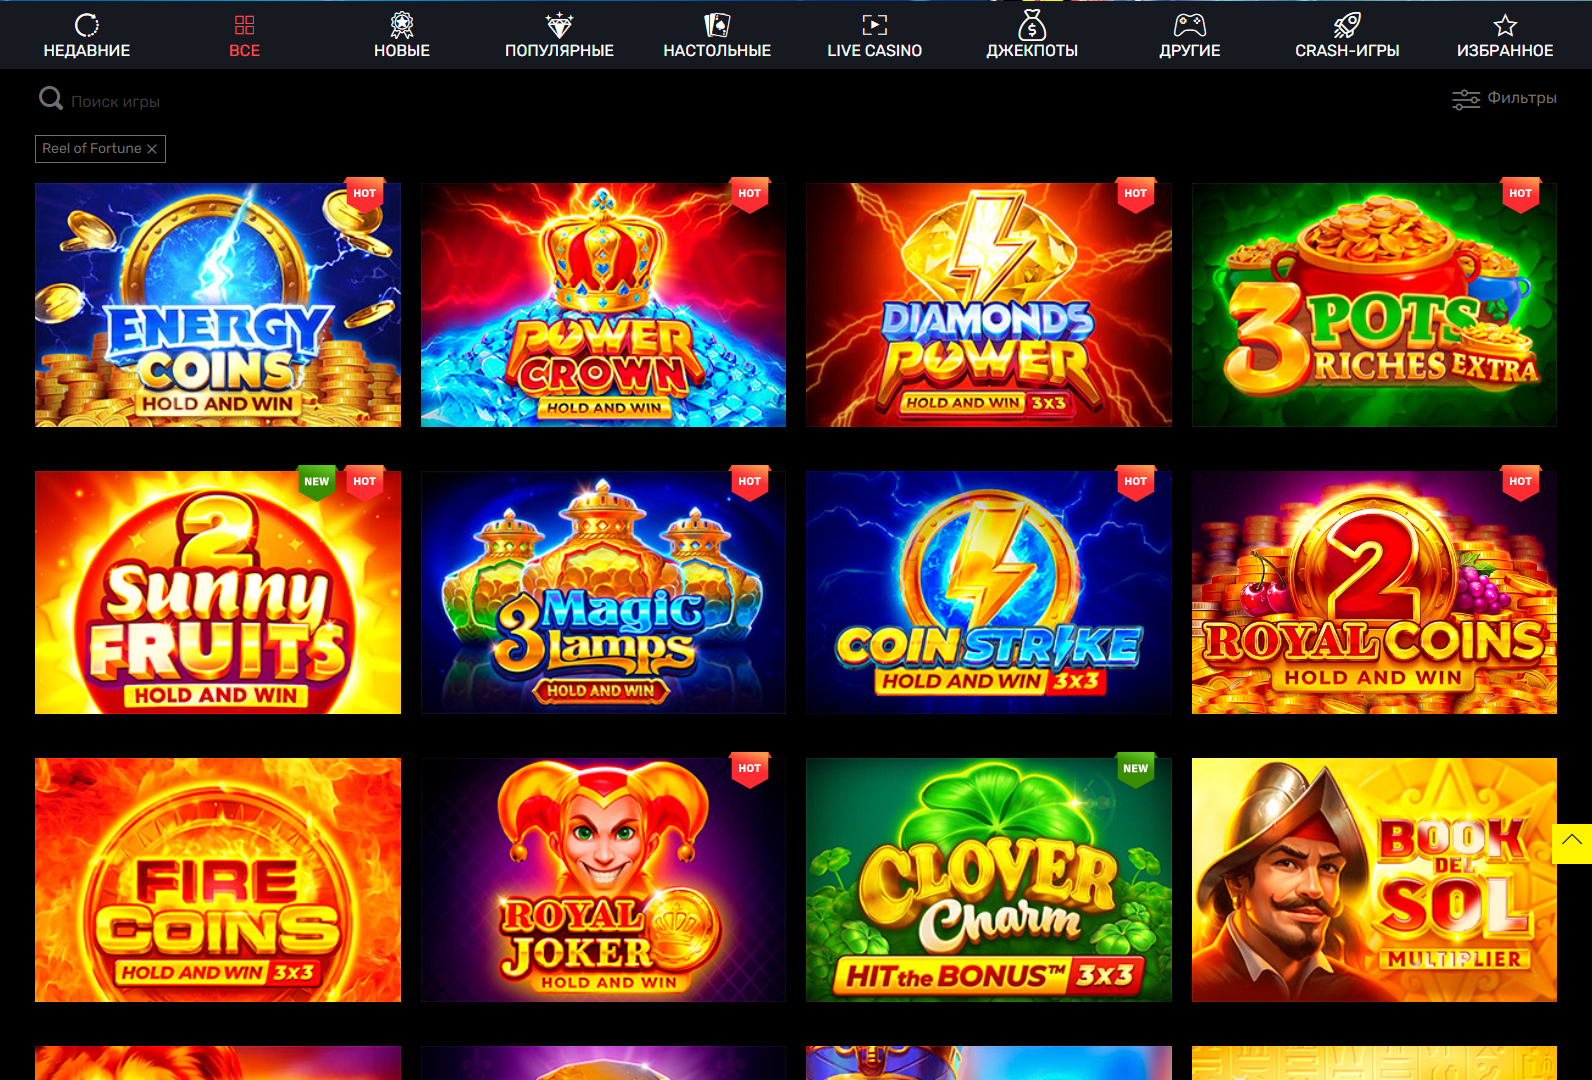 НЕДАВНИЕ
ВСЕ
НОВЫЕ
ПОПУЛЯРНЫЕ
НАСТОЛЬНЫЕ
LIVE CASINO
ДЖЕКПОТЫ
ДРУГИЕ
CRASH-ИГРЫ
ИЗБРАННОЕ
Поиск игры
Фильтры
Reel of Fortune
HOT
ENERGY
COINS
HOLD AND WIN
HOT
POWER
CROWN
HOLD AND WIN
HOT
DIAMONDS
POWER
HOLD AND WIN 3x3
HOT
3 POTS
RICHES EXTRA
NEW
HOT
2
Sunny
FRUITS
HOLD AND WIN
HOT
3 Magic
Lamps
HOLD AND WIN
HOT
COIN STRIKE
HOLD AND WIN 3x3
HOT
2
ROYAL COINS
HOLD AND WIN
FIRE
COINS
HOLD AND WIN 3x3
HOT
ROYAL
JOKER
HOLD AND WIN
NEW
CLOVER
Charm
HIT the BONUS™ 3x3
BOOK
DEL
SOL
MULTIPLIER